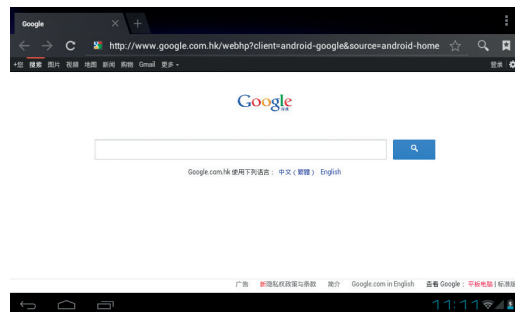 Google
http://www.google.com.hk/webhp?client=android-google&source=android-home
+您 搜索 图片 视频 地图 新闻 购物 Gmail 更多
登录
Google
Google.com.hk 使用下列语言： 中文 (繁體) English
广告 新隐私权政策与条款 简介 Google.com in English 查看 Google： 平板电脑 | 标准版
11:11